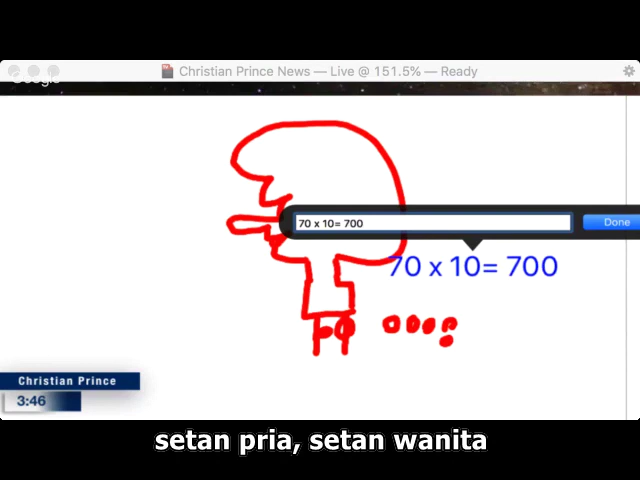 Christian Prince News — Live @ 151.5% — Ready
Google
70 x 10= 700
Done
70 x 10= 700
Christian Prince
3:46
setan pria, setan wanita